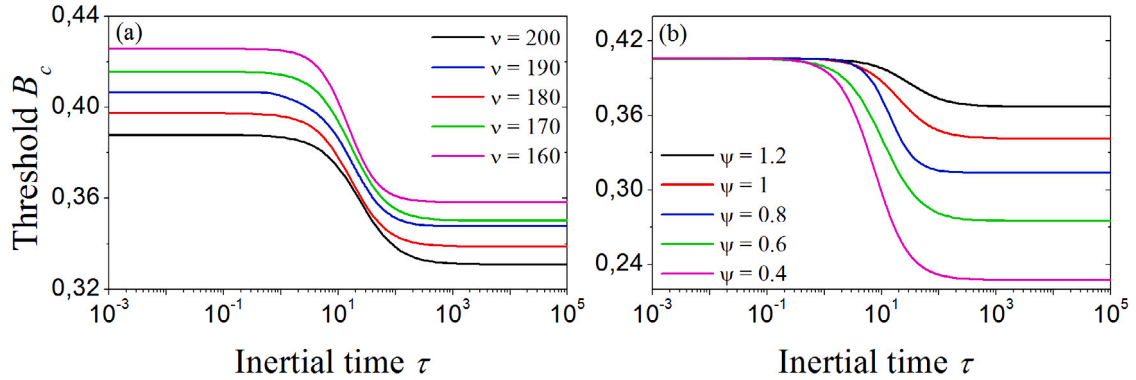 (a)
ν = 200
ν = 190
ν = 180
ν = 170
ν = 160
0,44
0,40
0,36
0,32
Threshold B_c
10^-3
10^-1
10^1
10^3
10^5
Inertial time τ
(b)
ψ = 1.2
ψ = 1
ψ = 0.8
ψ = 0.6
ψ = 0.4
0,42
0,36
0,30
0,24
10^-3
10^-1
10^1
10^3
10^5
Inertial time τ